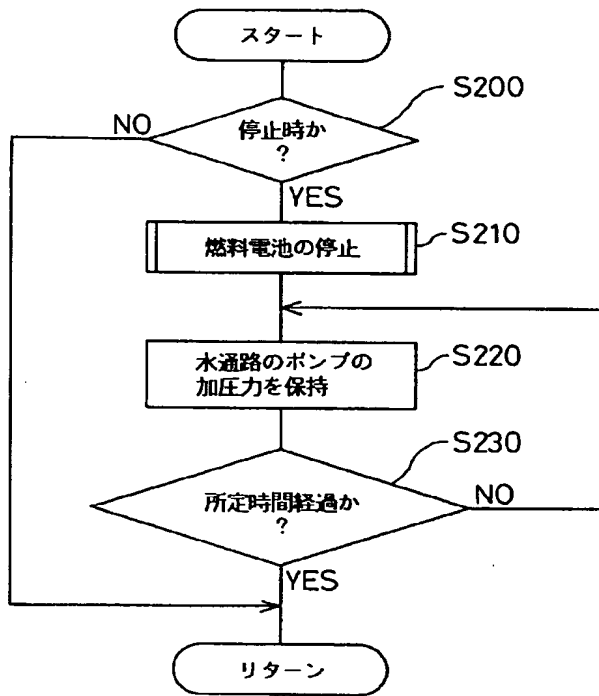 スタート
S200
NO
停止時か
?
YES
燃料電池の停止
S210
水通路のポンプの
加圧力を保持
S220
S230
所定時間経過か
?
NO
YES
リターン